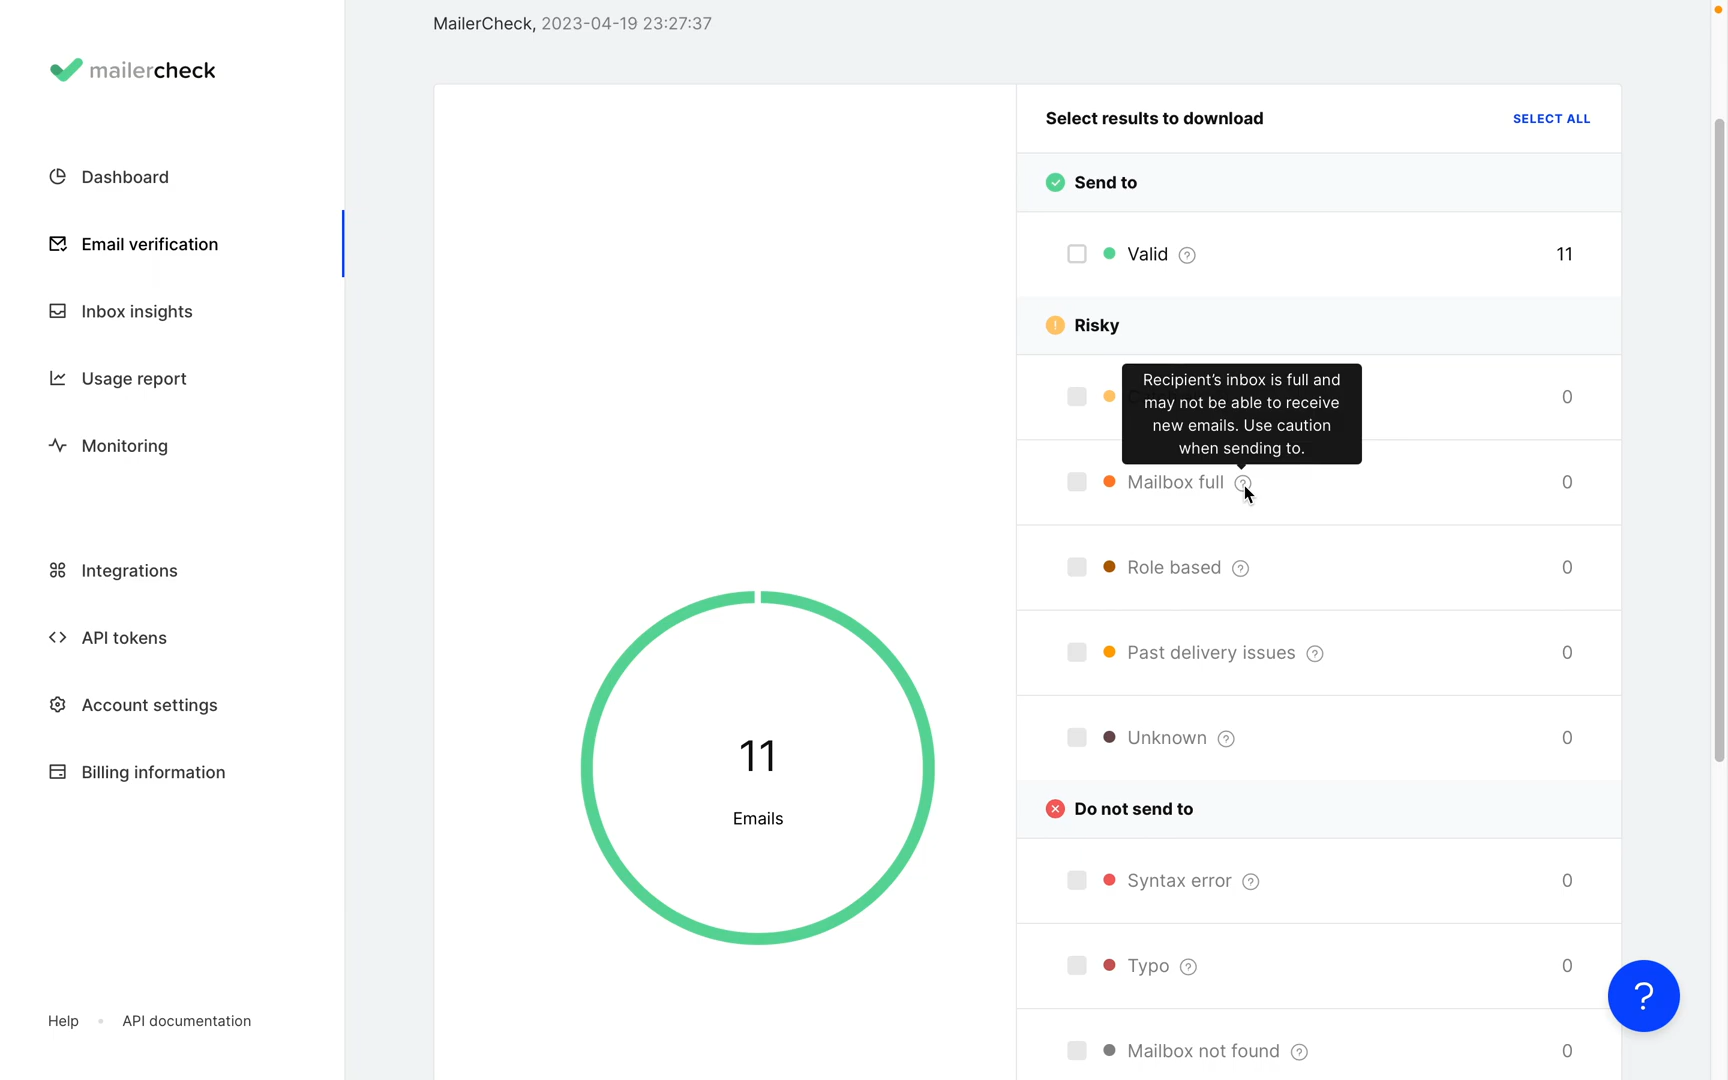 MailerCheck, 2023-04-19 23:27:37
mailercheck
Dashboard
Email verification
Inbox insights
Usage report
Monitoring
Integrations
API tokens
Account settings
Billing information
Help • API documentation
11
Emails
Select results to download SELECT ALL
Send to
Valid ? 11
! Risky
0
Recipient’s inbox is full and
may not be able to receive
new emails. Use caution
when sending to.
Mailbox full ? 0
Role based ? 0
Past delivery issues ? 0
Unknown ? 0
Do not send to
Syntax error ? 0
Typo ? 0
Mailbox not found ? 0
?